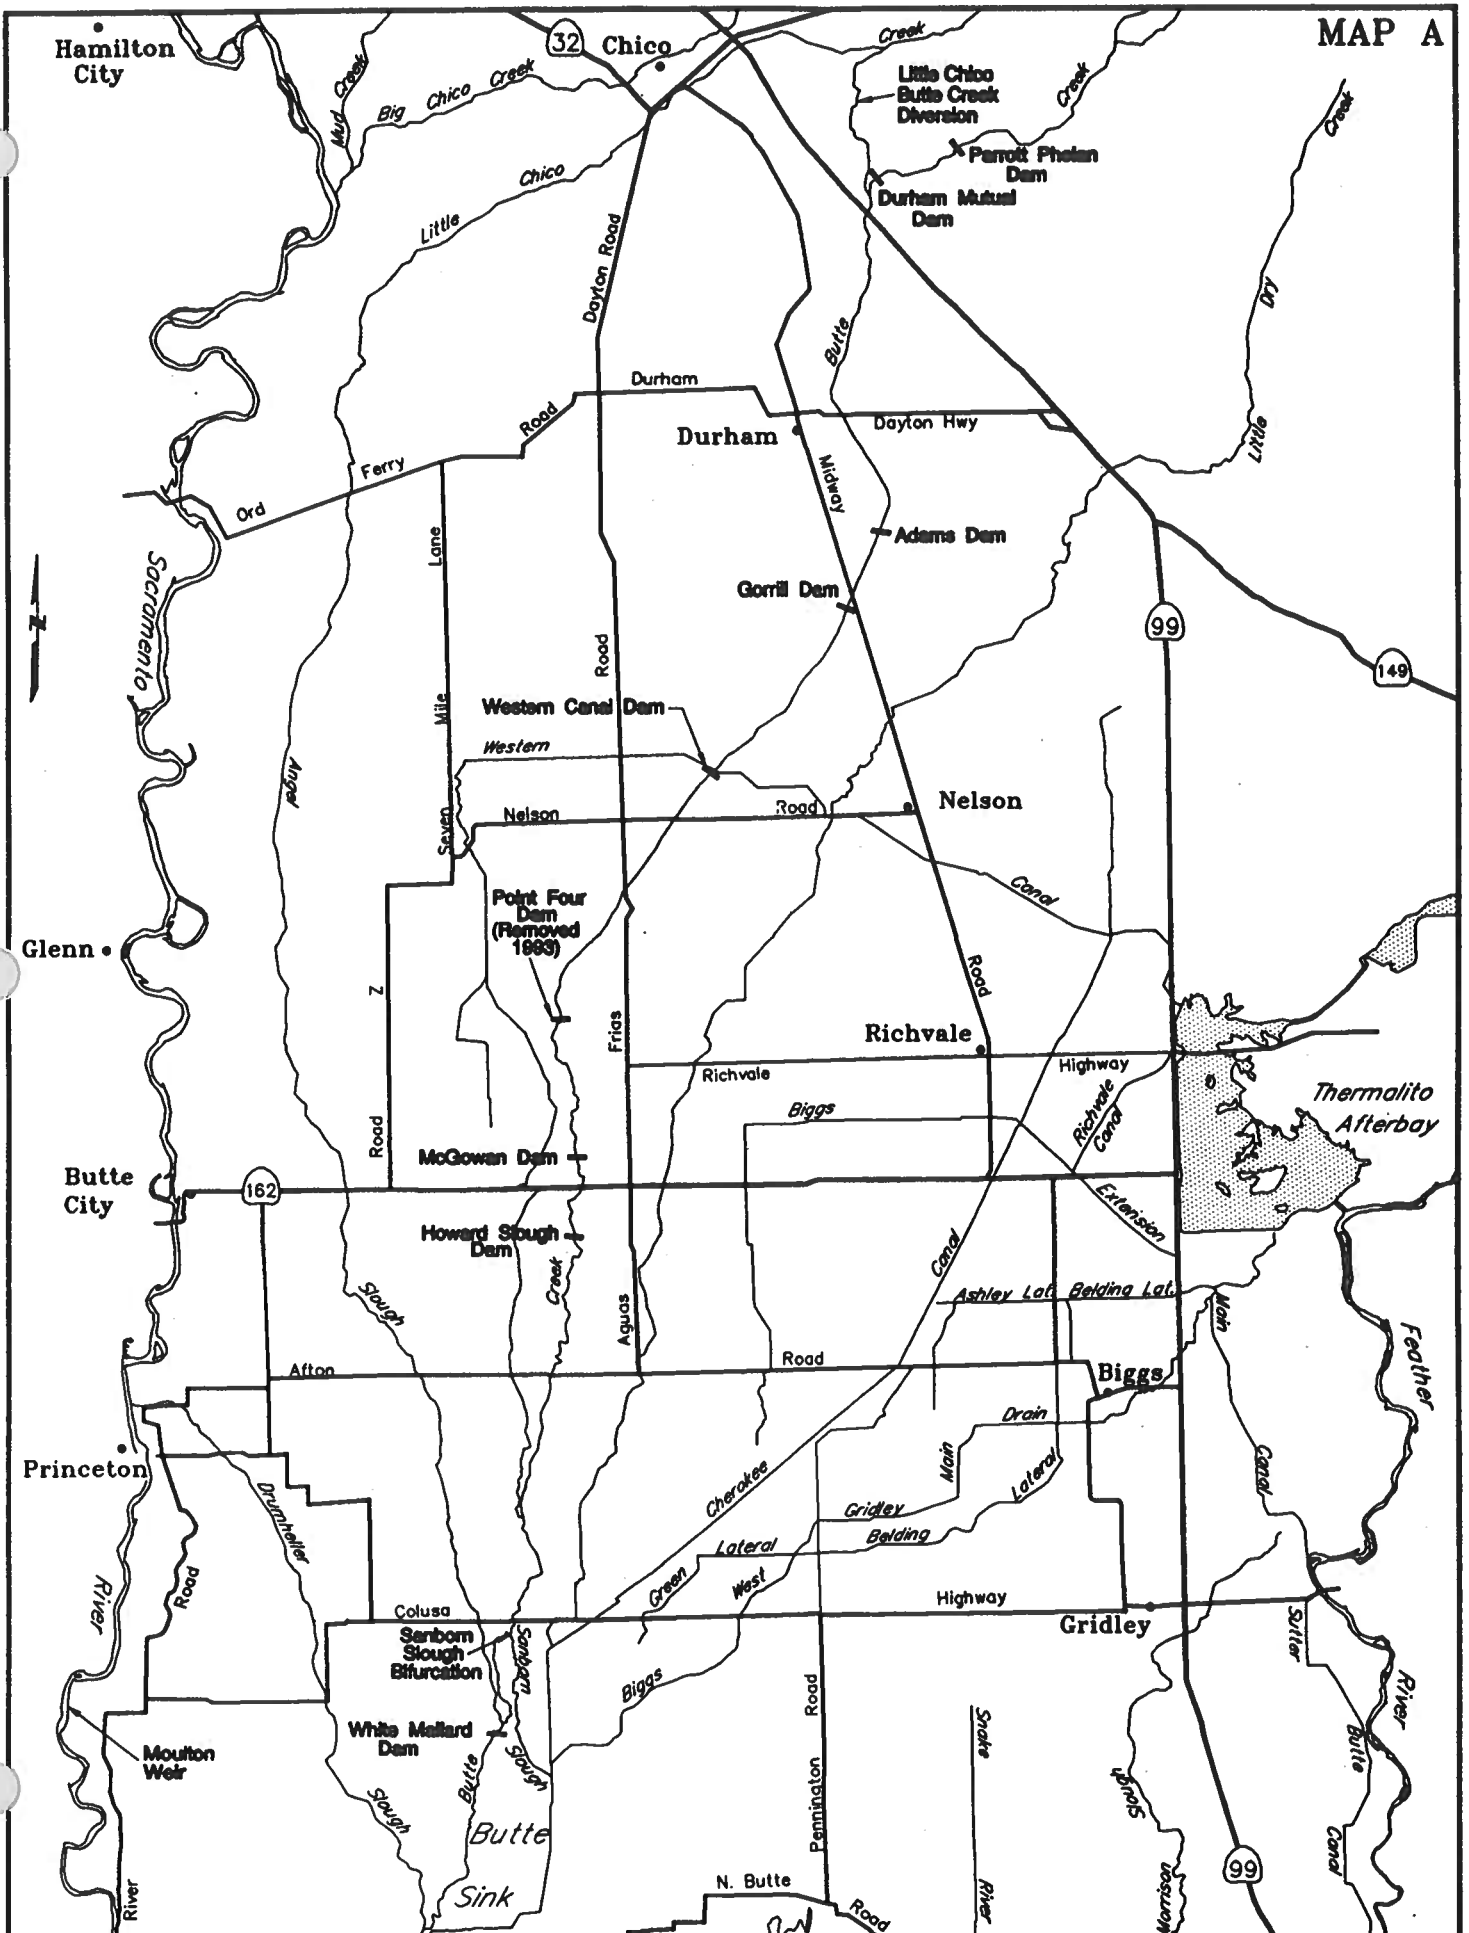 MAP A
Hamilton
City
32
Chico
Creek
Mud Creek
Big Chico Creek
Little Chico
Butte Creek
Diversion
Creek
Creek
Parrott Phelan
Dam
Durham Mutual
Dam
Little Chico
Dayton Road
Butte
Dry
Little
Durham
Road
Dayton Hwy
Durham
Ferry
Ord
Midway
Lane
Adams Dam
Gorrill Dam
Sacramento
N
99
149
Road
Mile
Western Canal Dam
Western
Angel
Nelson
Road
Nelson
Seven
Canal
Point Four
Dam
(Removed
1993)
Glenn
Z
Road
Frias
Richvale
Richvale
Highway
Richvale
Canal
Thermalito
Afterbay
Biggs
Road
McGowan Dam
Butte
City
162
Extension
Howard Slough
Dam
Creek
Canal
Slough
Aguas
Ashley Lat.
Belding Lat.
Main
Feather
Afton
Road
Biggs
Drain
Main
Princeton
Drumheller
Cherokee
Lateral
Canal
Gridley
Belding
Lateral
Green
West
River
Road
Colusa
Highway
Gridley
Sutter
Sanborn
Slough
Bifurcation
Sanborn
Biggs
Road
Snake
River
White Mallard
Dam
Moulton
Weir
Slough
Butte
Slough
Pennington
Slough
Butte
Butte
Sink
Canal
99
N. Butte
Road
River
River
Morrison